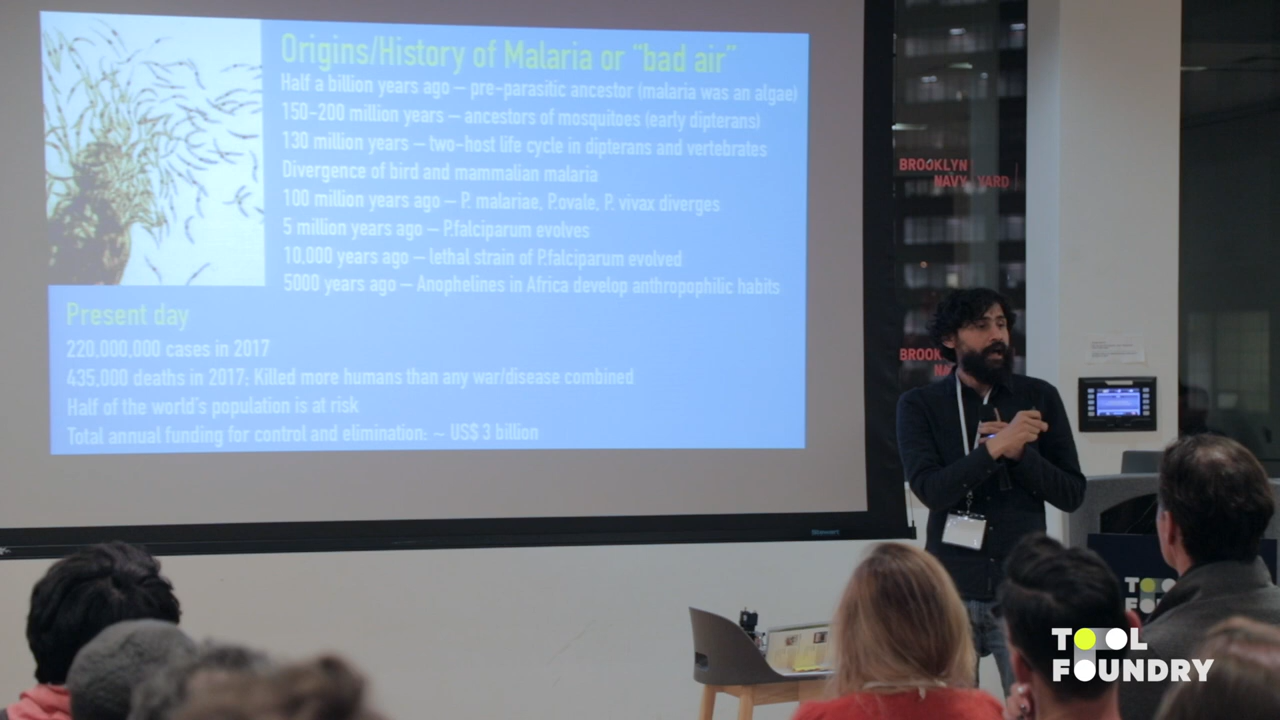 Origins/History of Malaria or "bad air"
Half a billion years ago – pre-parasitic ancestor (malaria was an algae)
150-200 million years – ancestors of mosquitoes (early dipterans)
130 million years – two-host life cycle in dipterans and vertebrates
Divergence of bird and mammalian malaria
100 million years ago – P. malariae, P.ovale, P. vivax diverges
5 million years ago – P.falciparum evolves
10,000 years ago – lethal strain of P.falciparum evolved
5000 years ago – Anophelines in Africa develop anthropophilic habits
Present day
220,000,000 cases in 2017
435,000 deaths in 2017; Killed more humans than any war/disease combined
Half of the world's population is at risk
Total annual funding for control and elimination: ~ US$ 3 billion
BROOKLYN
NAVY YARD
BROOK
NA
TOOL
FOUNDRY